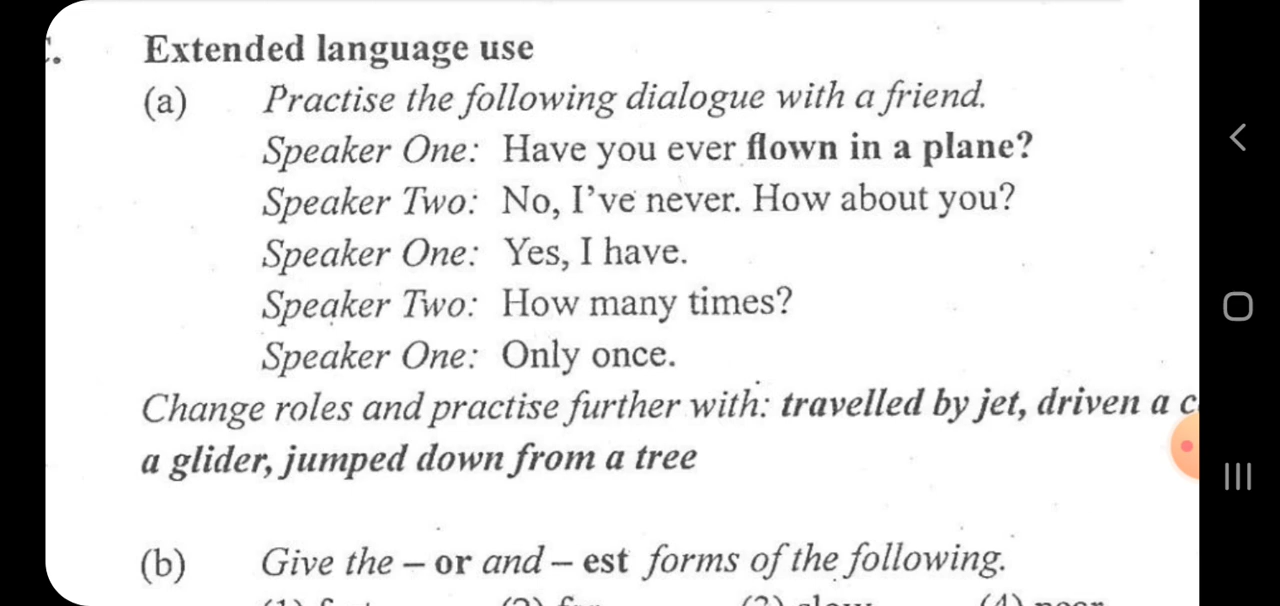 Extended language use
(a) Practise the following dialogue with a friend.
Speaker One: Have you ever flown in a plane?
Speaker Two: No, I've never. How about you?
Speaker One: Yes, I have.
Speaker Two: How many times?
Speaker One: Only once.
Change roles and practise further with: travelled by jet, driven a
a glider, jumped down from a tree
(b) Give the – or and – est forms of the following.